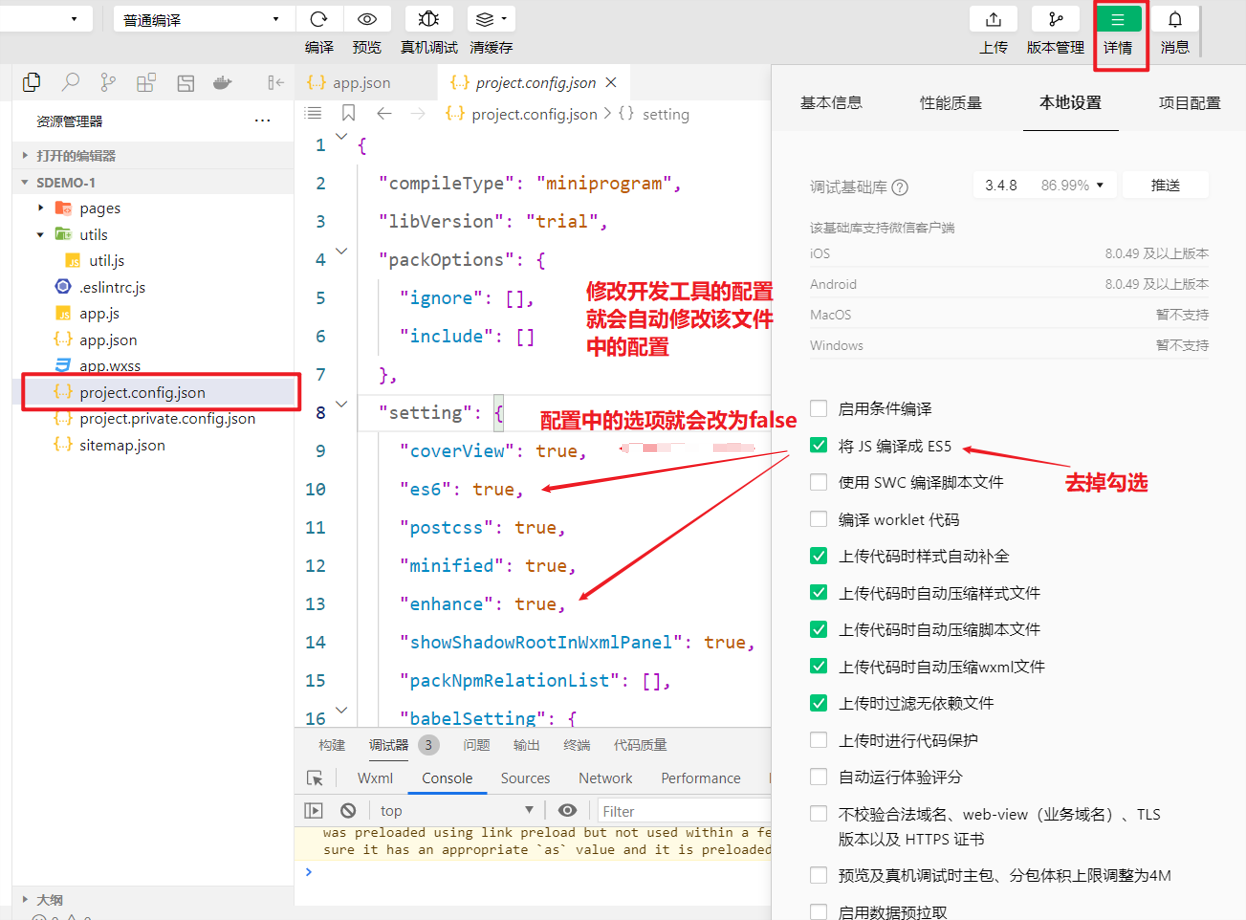 普通编译
编译
预览
真机调试
清缓存
上传
版本管理
详情
消息
资源管理器
打开的编辑器
SDEMO-1
pages
utils
util.js
.eslintrc.js
app.js
app.json
app.wxss
project.config.json
project.private.config.json
sitemap.json
大纲
app.json
project.config.json
project.config.json > {} setting
1 {
2 "compileType": "miniprogram",
3 "libVersion": "trial",
4 "packOptions": {
5 "ignore": [],
6 "include": []
7 },
8 "setting": {
9 "coverView": true,
10 "es6": true,
11 "postcss": true,
12 "minified": true,
13 "enhance": true,
14 "showShadowRootInWxmlPanel": true,
15 "packNpmRelationList": [],
16 "babelSetting": {
修改开发工具的配置
就会自动修改该文件
中的配置
配置中的选项就会改为false
去掉勾选
构建
调试器
3
问题
输出
终端
代码质量
Wxml
Console
Sources
Network
Performance
top
Filter
was preloaded using link preload but not used within a fe
sure it has an appropriate `as` value and it is preloaded
基本信息
性能质量
本地设置
项目配置
调试基础库
3.4.8
86.99%
推送
该基础库支持微信客户端
iOS
8.0.49 及以上版本
Android
8.0.49 及以上版本
MacOS
暂不支持
Windows
暂不支持
启用条件编译
将 JS 编译成 ES5
使用 SWC 编译脚本文件
编译 worklet 代码
上传代码时样式自动补全
上传代码时自动压缩样式文件
上传代码时自动压缩脚本文件
上传代码时自动压缩wxml文件
上传时过滤无依赖文件
上传时进行代码保护
自动运行体验评分
不校验合法域名、web-view（业务域名）、TLS
版本以及 HTTPS 证书
预览及真机调试时主包、分包体积上限调整为4M
启用数据预拉取